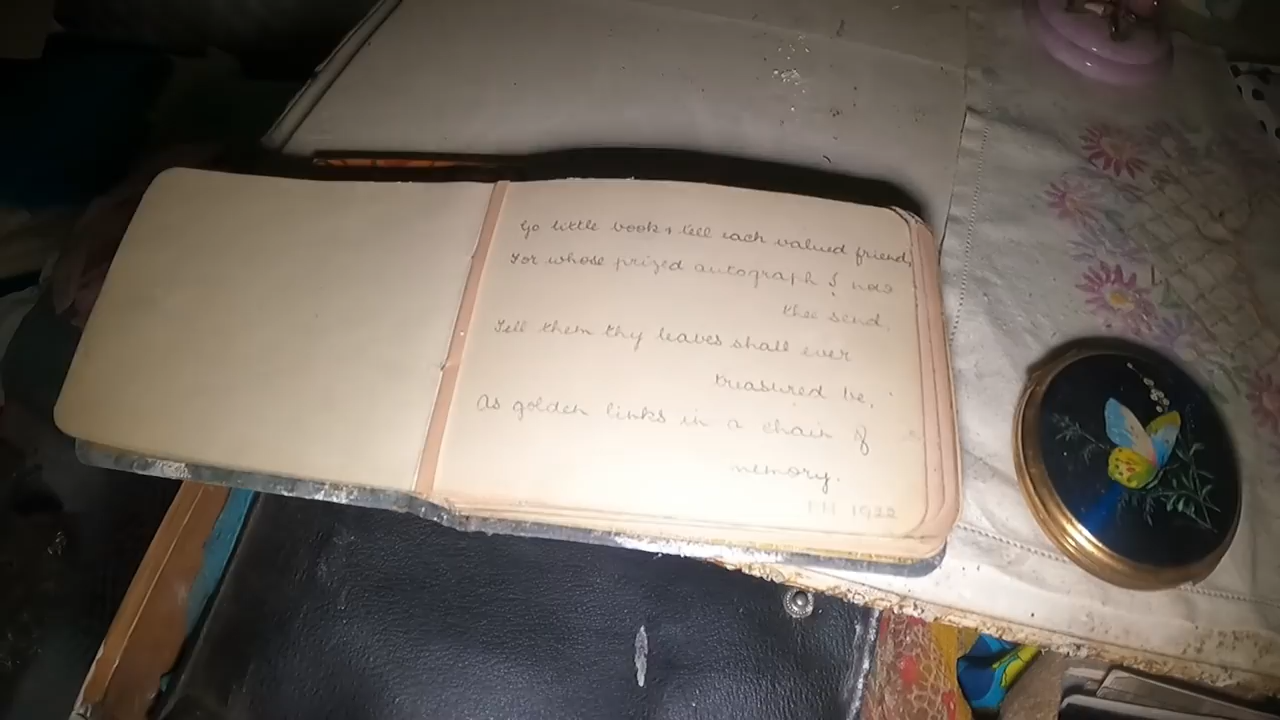 Go little book & tell each valued friend,
For whose prized autograph I now
thee send.
Tell them thy leaves shall ever
treasured be,
As golden links in a chain of
memory.
1922